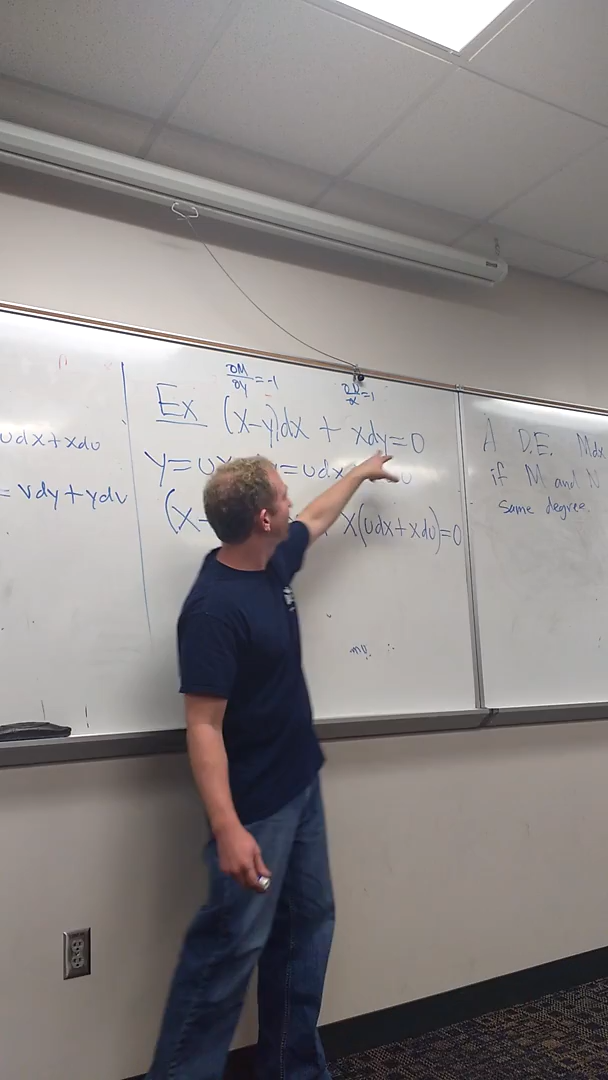 udx+xdu
=vdy+ydv
∂M/∂y=-1
∂N/∂x=1
Ex (x-y)dx + xdy=0
y=ux =udx u
(x- x(udx+xdu)=0
A D.E. Mdx
if M and N
same degree.